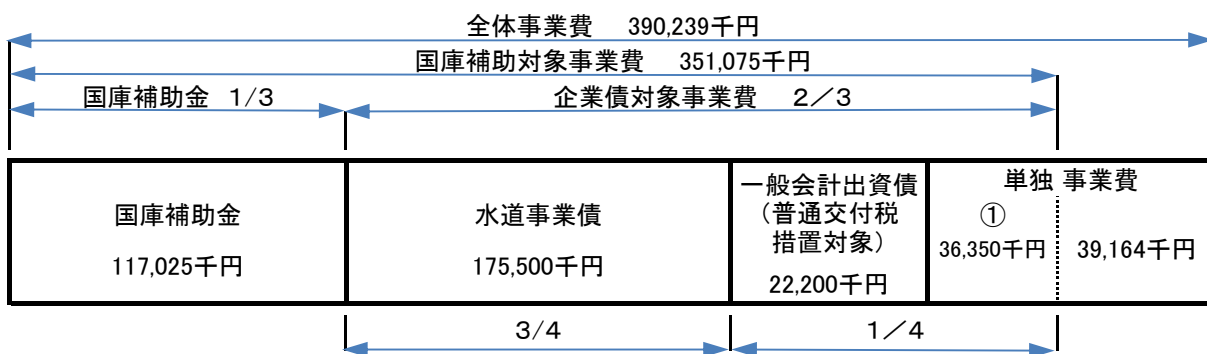 全体事業費 390,239千円
国庫補助対象事業費 351,075千円
国庫補助金 1/3
企業債対象事業費 2／3
国庫補助金
117,025千円
水道事業債
175,500千円
一般会計出資債
（普通交付税
措置対象）
22,200千円
単独 事業費
①
36,350千円
39,164千円
3/4
1／4